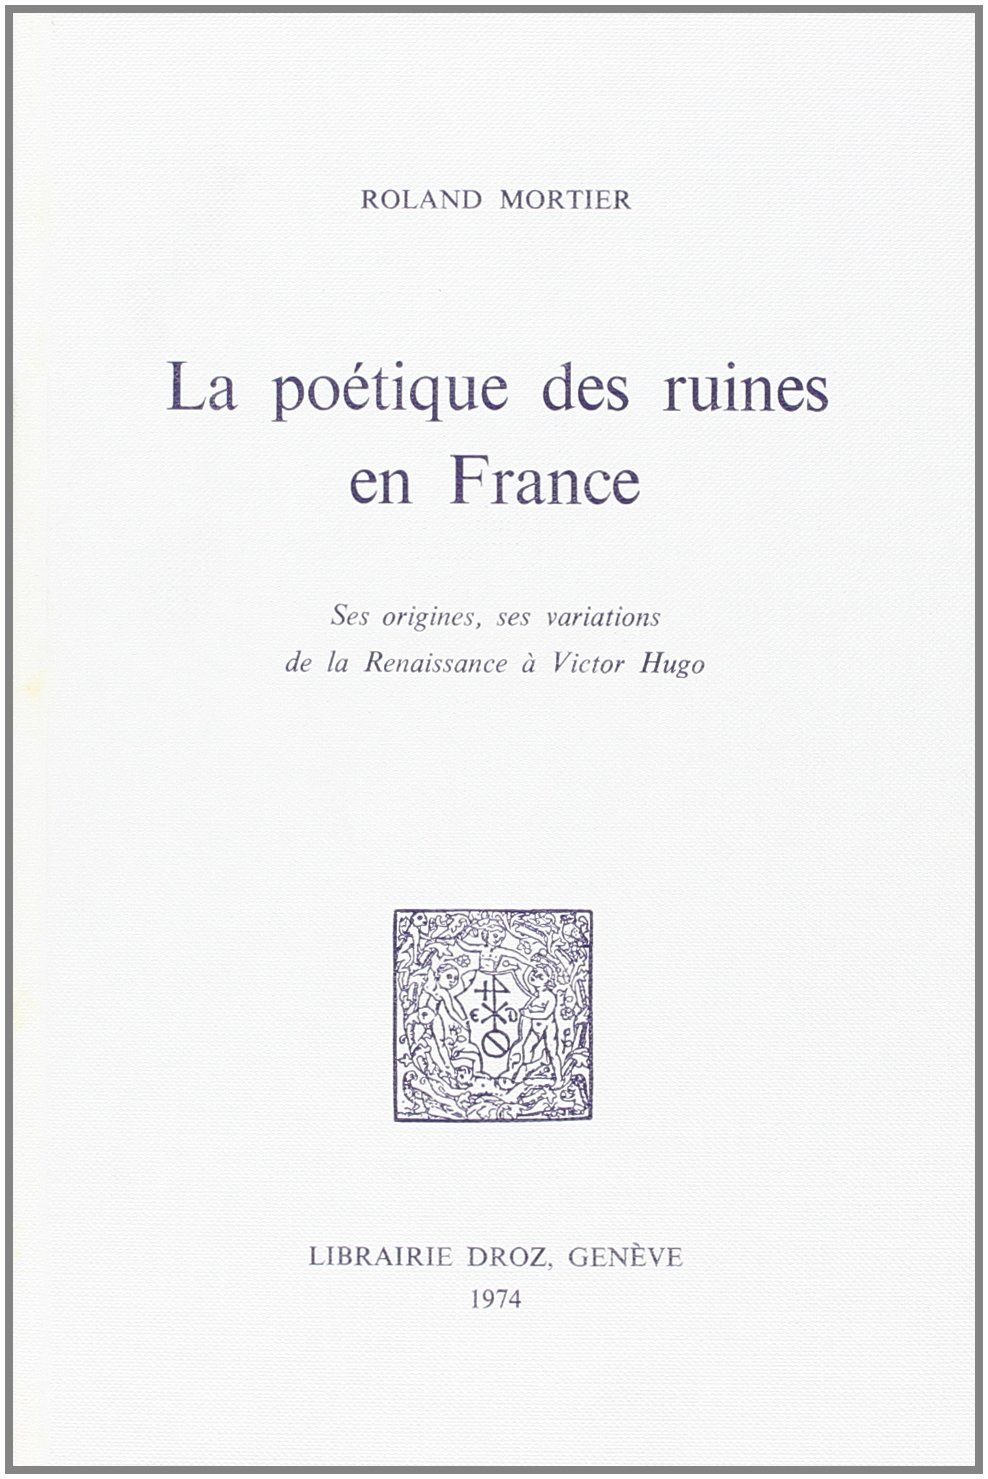 ROLAND MORTIER
La poétique des ruines
en France
Ses origines, ses variations
de la Renaissance à Victor Hugo
E D
LIBRAIRIE DROZ, GENÈVE
1974